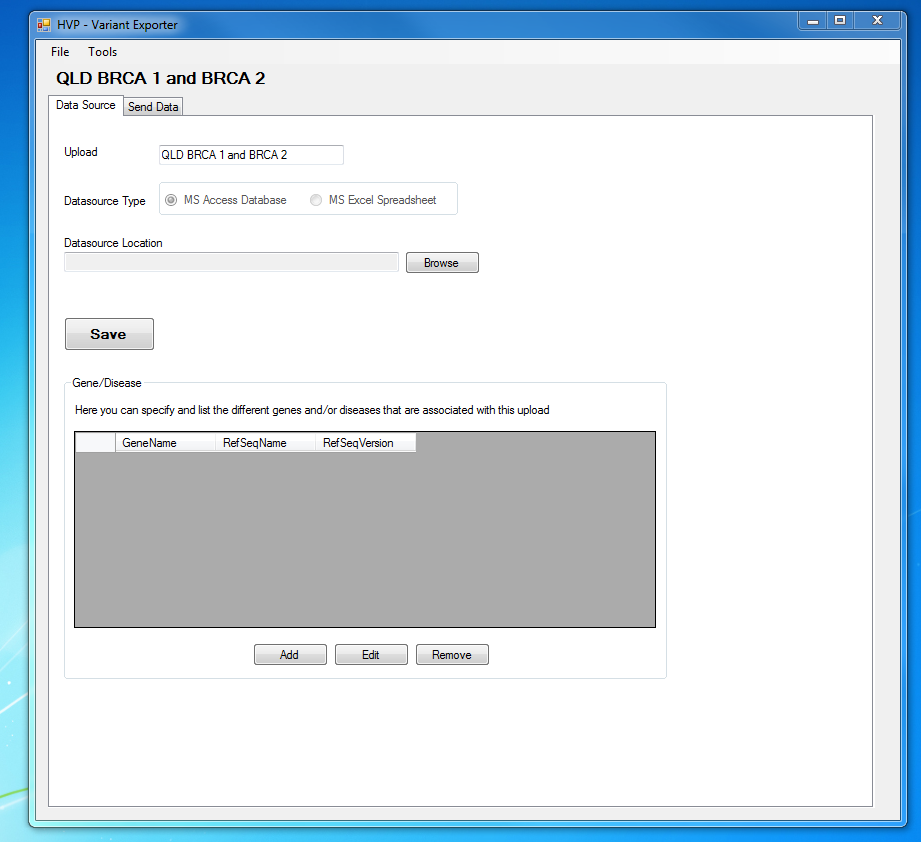 HVP - Variant Exporter
File Tools
QLD BRCA 1 and BRCA 2
Data Source Send Data
Upload QLD BRCA 1 and BRCA 2
Datasource Type MS Access Database MS Excel Spreadsheet
Datasource Location
Browse
Save
Gene/Disease
Here you can specify and list the different genes and/or diseases that are associated with this upload
GeneName RefSeqName RefSeqVersion
Add Edit Remove